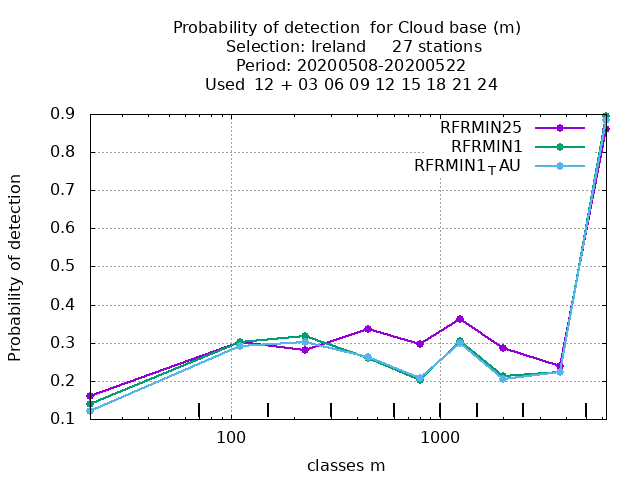 Probability of detection  for Cloud base (m)
Selection: Ireland     27 stations
Period: 20200508-20200522
Used  12 + 03 06 09 12 15 18 21 24
RFRMIN25
RFRMIN1
RFRMIN1TAU
Probability of detection
0.9
0.8
0.7
0.6
0.5
0.4
0.3
0.2
0.1
100
1000
classes m